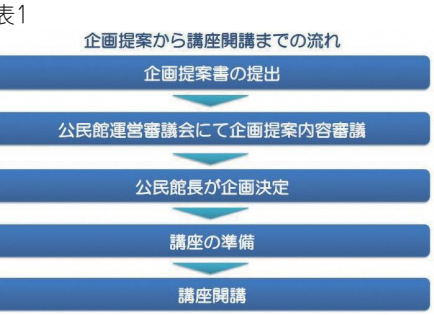 表1
企画提案から講座開講までの流れ
企画提案書の提出
公民館運営審議会にて企画提案内容審議
公民館長が企画決定
講座の準備
講座開講